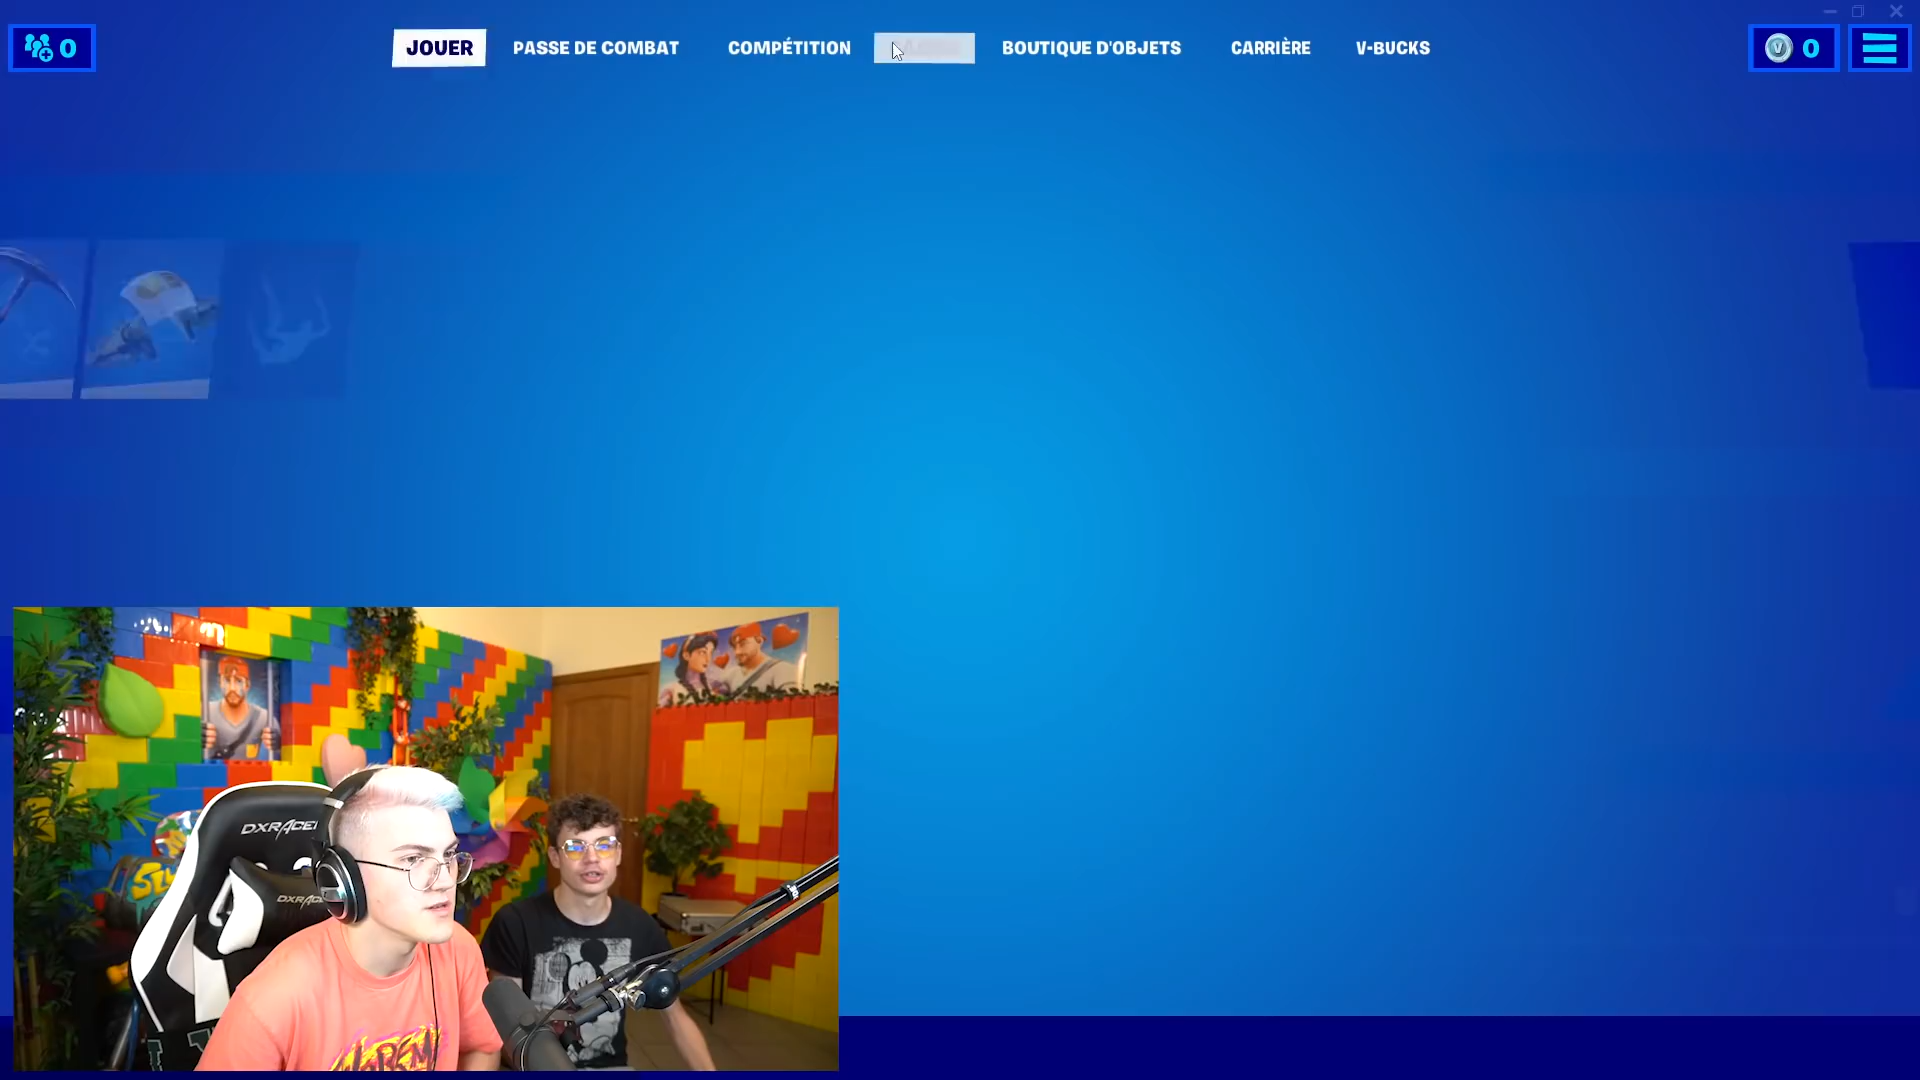 0
JOUER
PASSE DE COMBAT
COMPÉTITION
BOUTIQUE D'OBJETS
CARRIÈRE
V-BUCKS
V 0
DXRACER